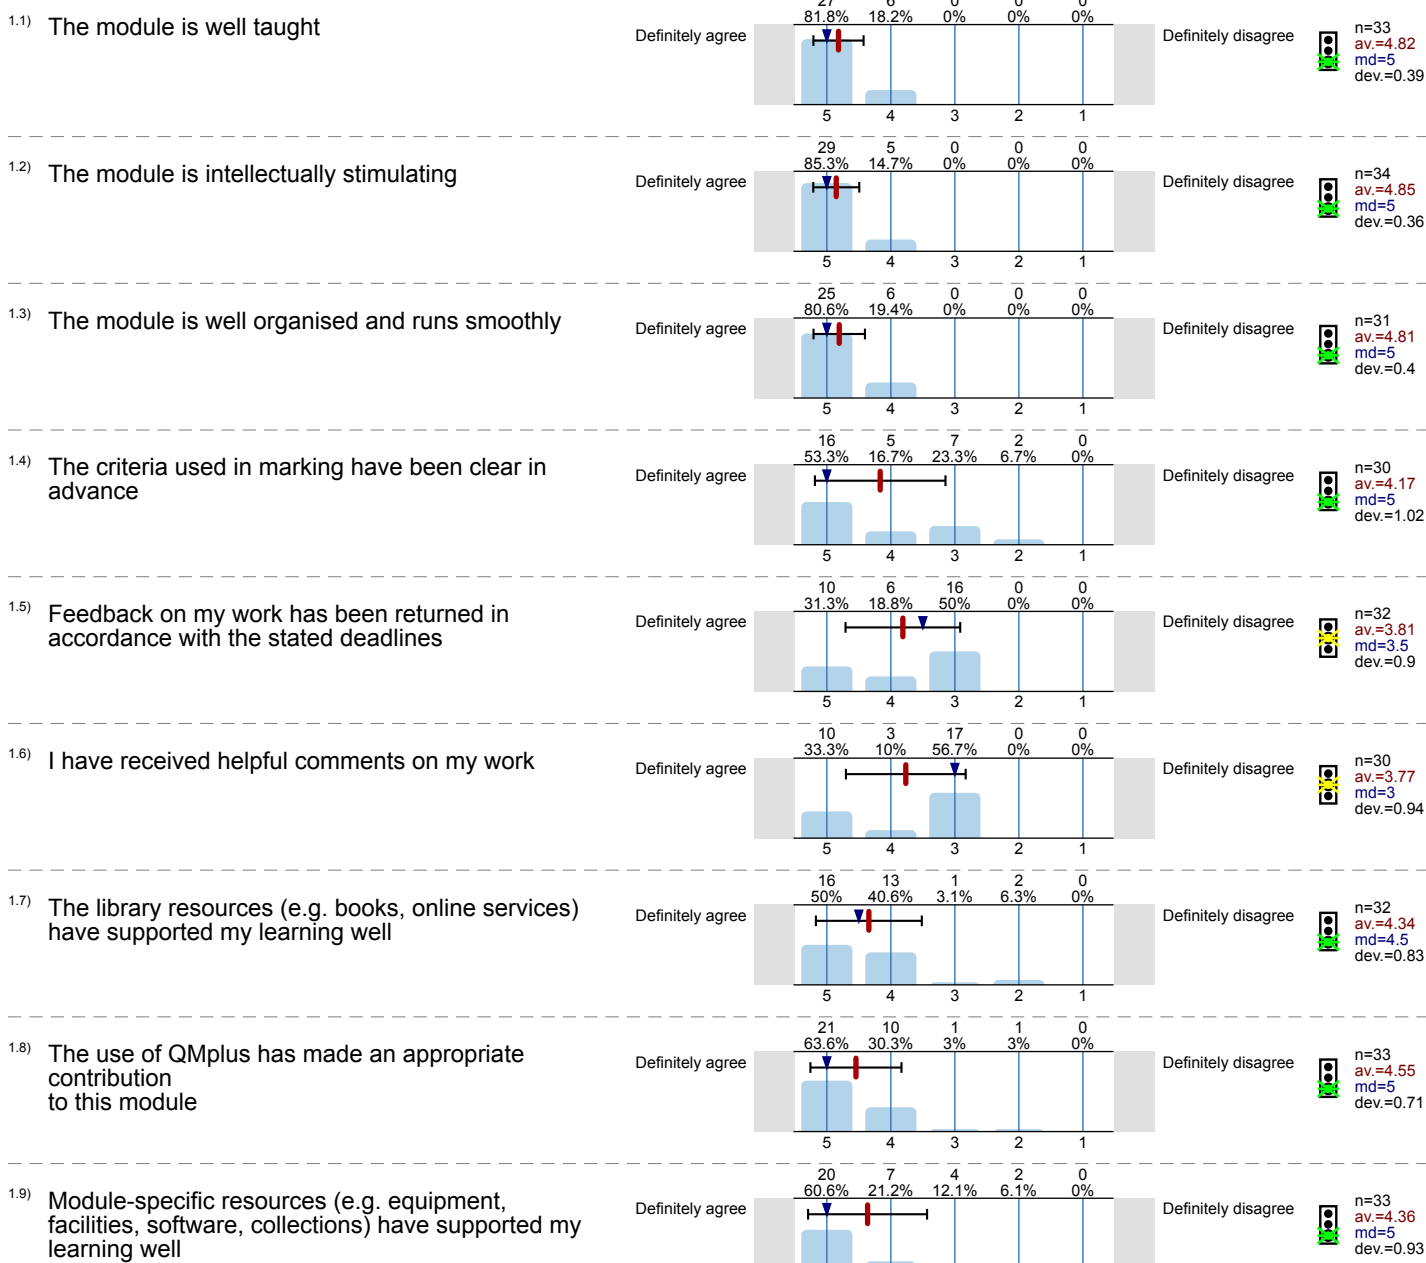 27 6 0 0 0
1.1) The module is well taught
81.8% 18.2% 0% 0% 0%
Definitely agree Definitely disagree
n=33
av.=4.82
md=5
dev.=0.39
5 4 3 2 1
29 5 0 0 0
1.2) The module is intellectually stimulating
85.3% 14.7% 0% 0% 0%
Definitely agree Definitely disagree
n=34
av.=4.85
md=5
dev.=0.36
5 4 3 2 1
25 6 0 0 0
1.3) The module is well organised and runs smoothly
80.6% 19.4% 0% 0% 0%
Definitely agree Definitely disagree
n=31
av.=4.81
md=5
dev.=0.4
5 4 3 2 1
16 5 7 2 0
1.4) The criteria used in marking have been clear in
advance
53.3% 16.7% 23.3% 6.7% 0%
Definitely agree Definitely disagree
n=30
av.=4.17
md=5
dev.=1.02
5 4 3 2 1
10 6 16 0 0
1.5) Feedback on my work has been returned in
accordance with the stated deadlines
31.3% 18.8% 50% 0% 0%
Definitely agree Definitely disagree
n=32
av.=3.81
md=3.5
dev.=0.9
5 4 3 2 1
10 3 17 0 0
1.6) I have received helpful comments on my work
33.3% 10% 56.7% 0% 0%
Definitely agree Definitely disagree
n=30
av.=3.77
md=3
dev.=0.94
5 4 3 2 1
16 13 1 2 0
1.7) The library resources (e.g. books, online services)
have supported my learning well
50% 40.6% 3.1% 6.3% 0%
Definitely agree Definitely disagree
n=32
av.=4.34
md=4.5
dev.=0.83
5 4 3 2 1
21 10 1 1 0
1.8) The use of QMplus has made an appropriate
contribution
to this module
63.6% 30.3% 3% 3% 0%
Definitely agree Definitely disagree
n=33
av.=4.55
md=5
dev.=0.71
5 4 3 2 1
20 7 4 2 0
1.9) Module-specific resources (e.g. equipment,
facilities, software, collections) have supported my
learning well
60.6% 21.2% 12.1% 6.1% 0%
Definitely agree Definitely disagree
n=33
av.=4.36
md=5
dev.=0.93